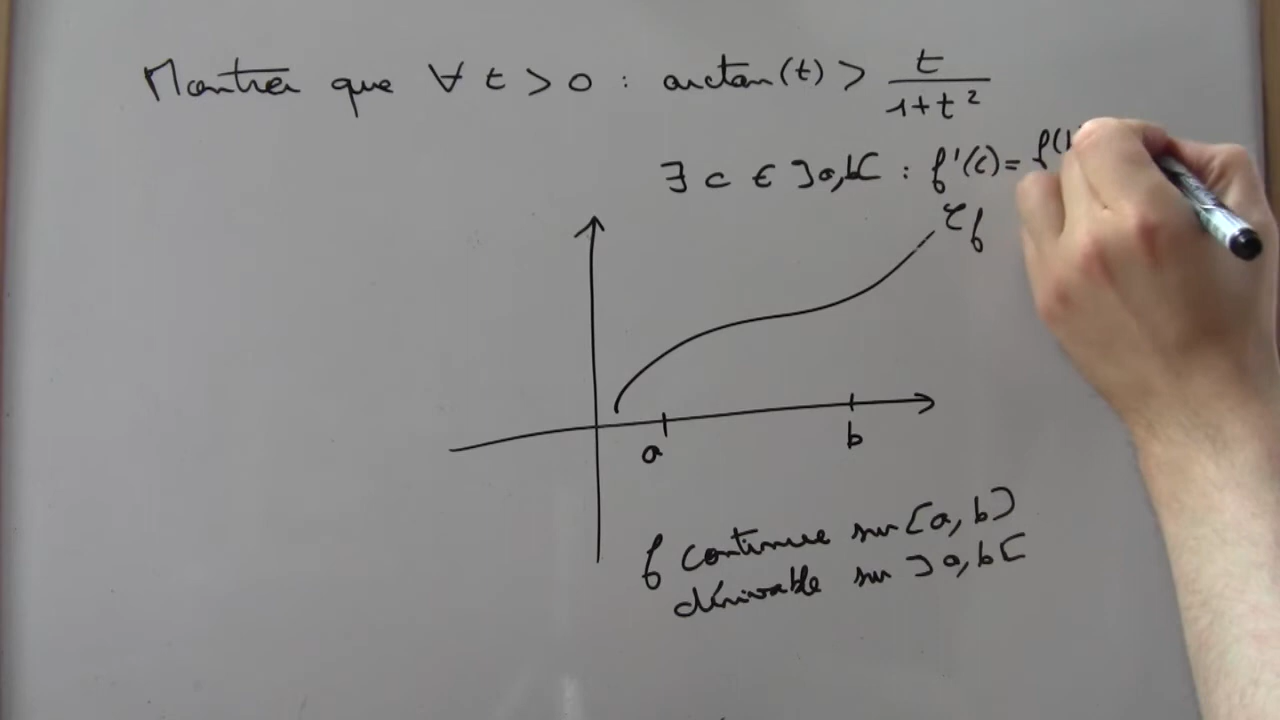 Montrer que ∀ t > 0 : arctan(t) > t/(1+t²)
∃ c ∈ ]a,b[ : f'(c) = f(
𝒞f
a
b
f continue sur [a,b]
dérivable sur ]a,b[